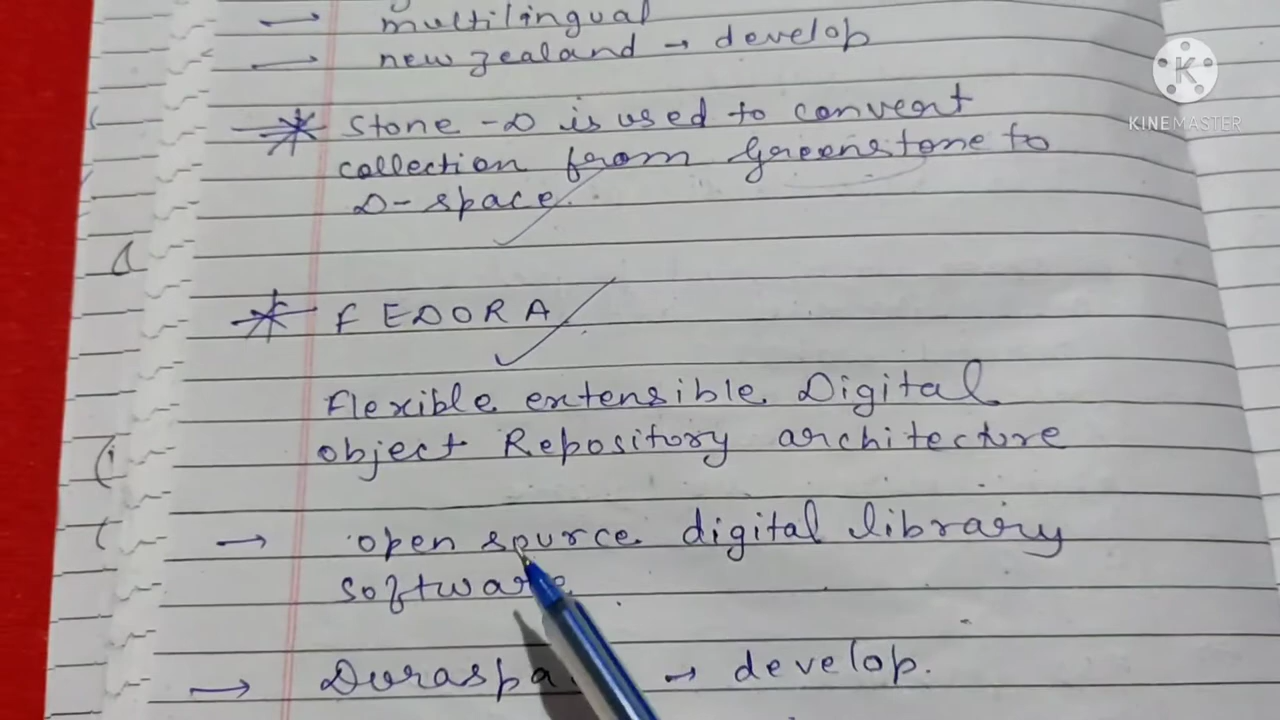 → multilingual
→ new zealand → develop
* Stone-D is used to convert
collection from Greenstone to
D-space.
* FEDORA
Flexible extensible Digital
object Repository architecture
→ open source digital library
software
→ → develop.
K
KINEMASTER